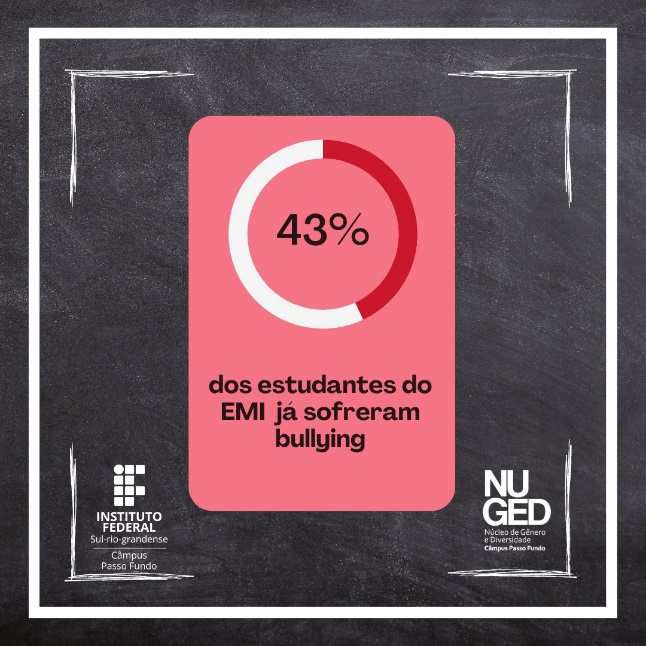 43%
dos estudantes do
EMI já sofreram
bullying
INSTITUTO
FEDERAL
Sul-rio-grandense
Câmpus
Passo Fundo
NU
GED
Núcleo de Gênero
e Diversidade
Câmpus Passo Fundo